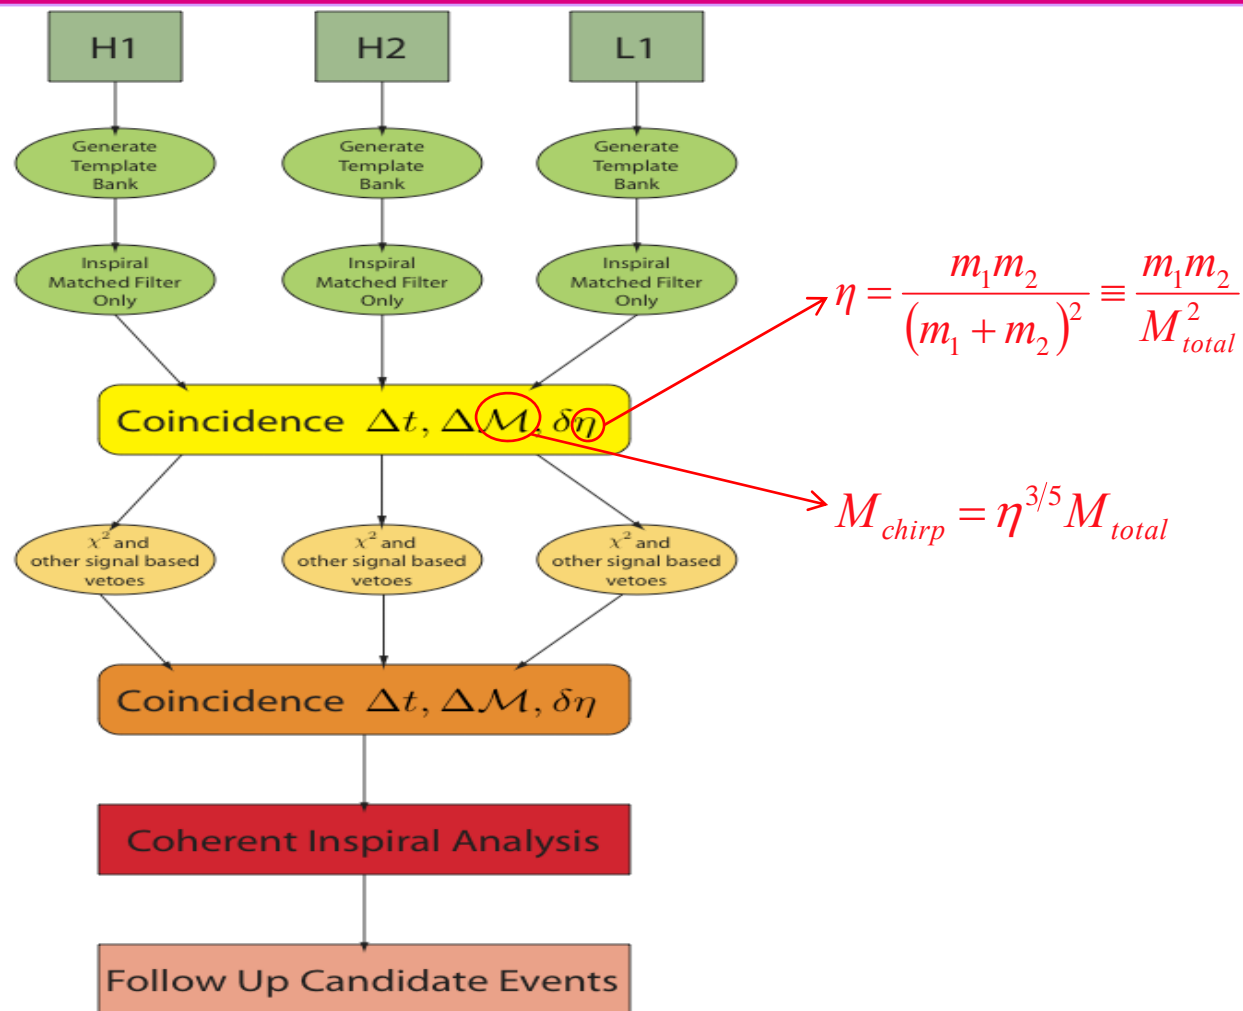 H1 H2 L1
Generate
Template
Bank
Generate
Template
Bank
Generate
Template
Bank
Inspiral
Matched Filter
Only
Inspiral
Matched Filter
Only
Inspiral
Matched Filter
Only
η = m₁m₂ / (m₁ + m₂)² ≡ m₁m₂ / M²_total
Coincidence Δt, Δℳ, δη
M_chirp = η^{3/5} M_total
χ² and
other signal based
vetoes
χ² and
other signal based
vetoes
χ² and
other signal based
vetoes
Coincidence Δt, Δℳ, δη
Coherent Inspiral Analysis
Follow Up Candidate Events